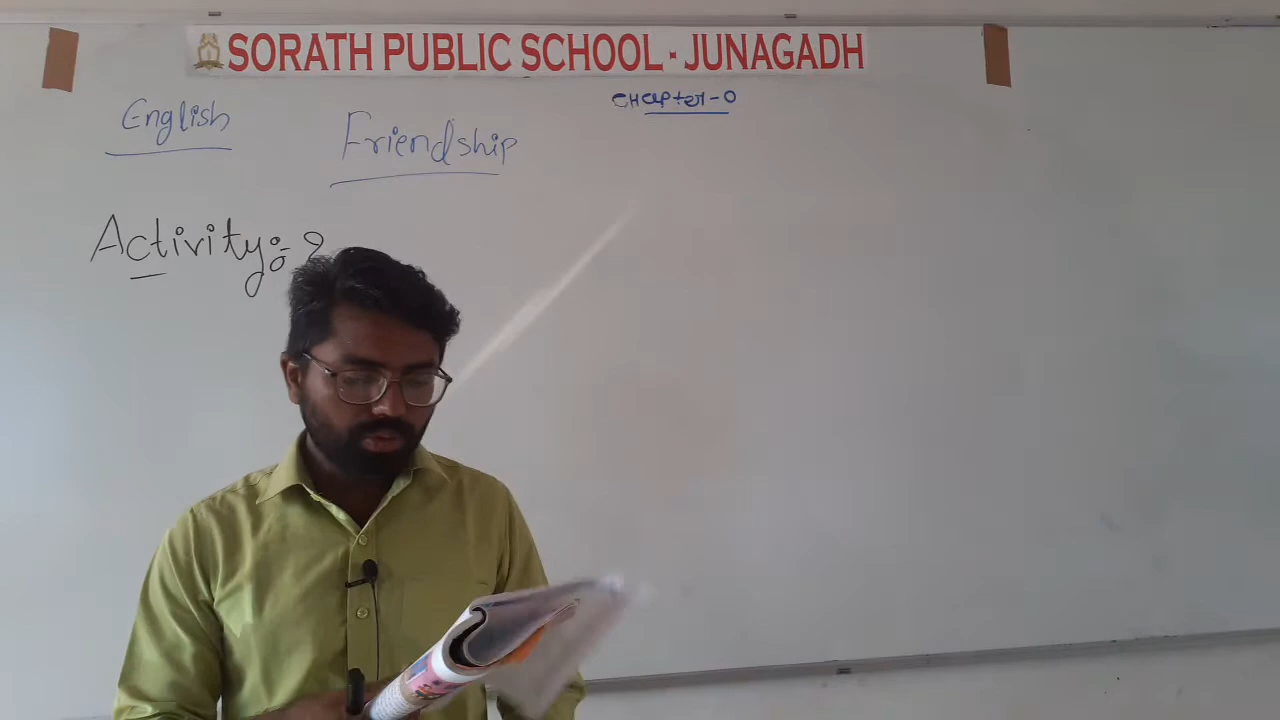 SORATH PUBLIC SCHOOL - JUNAGADH
CHapter-0
English
Friendship
Activity:-